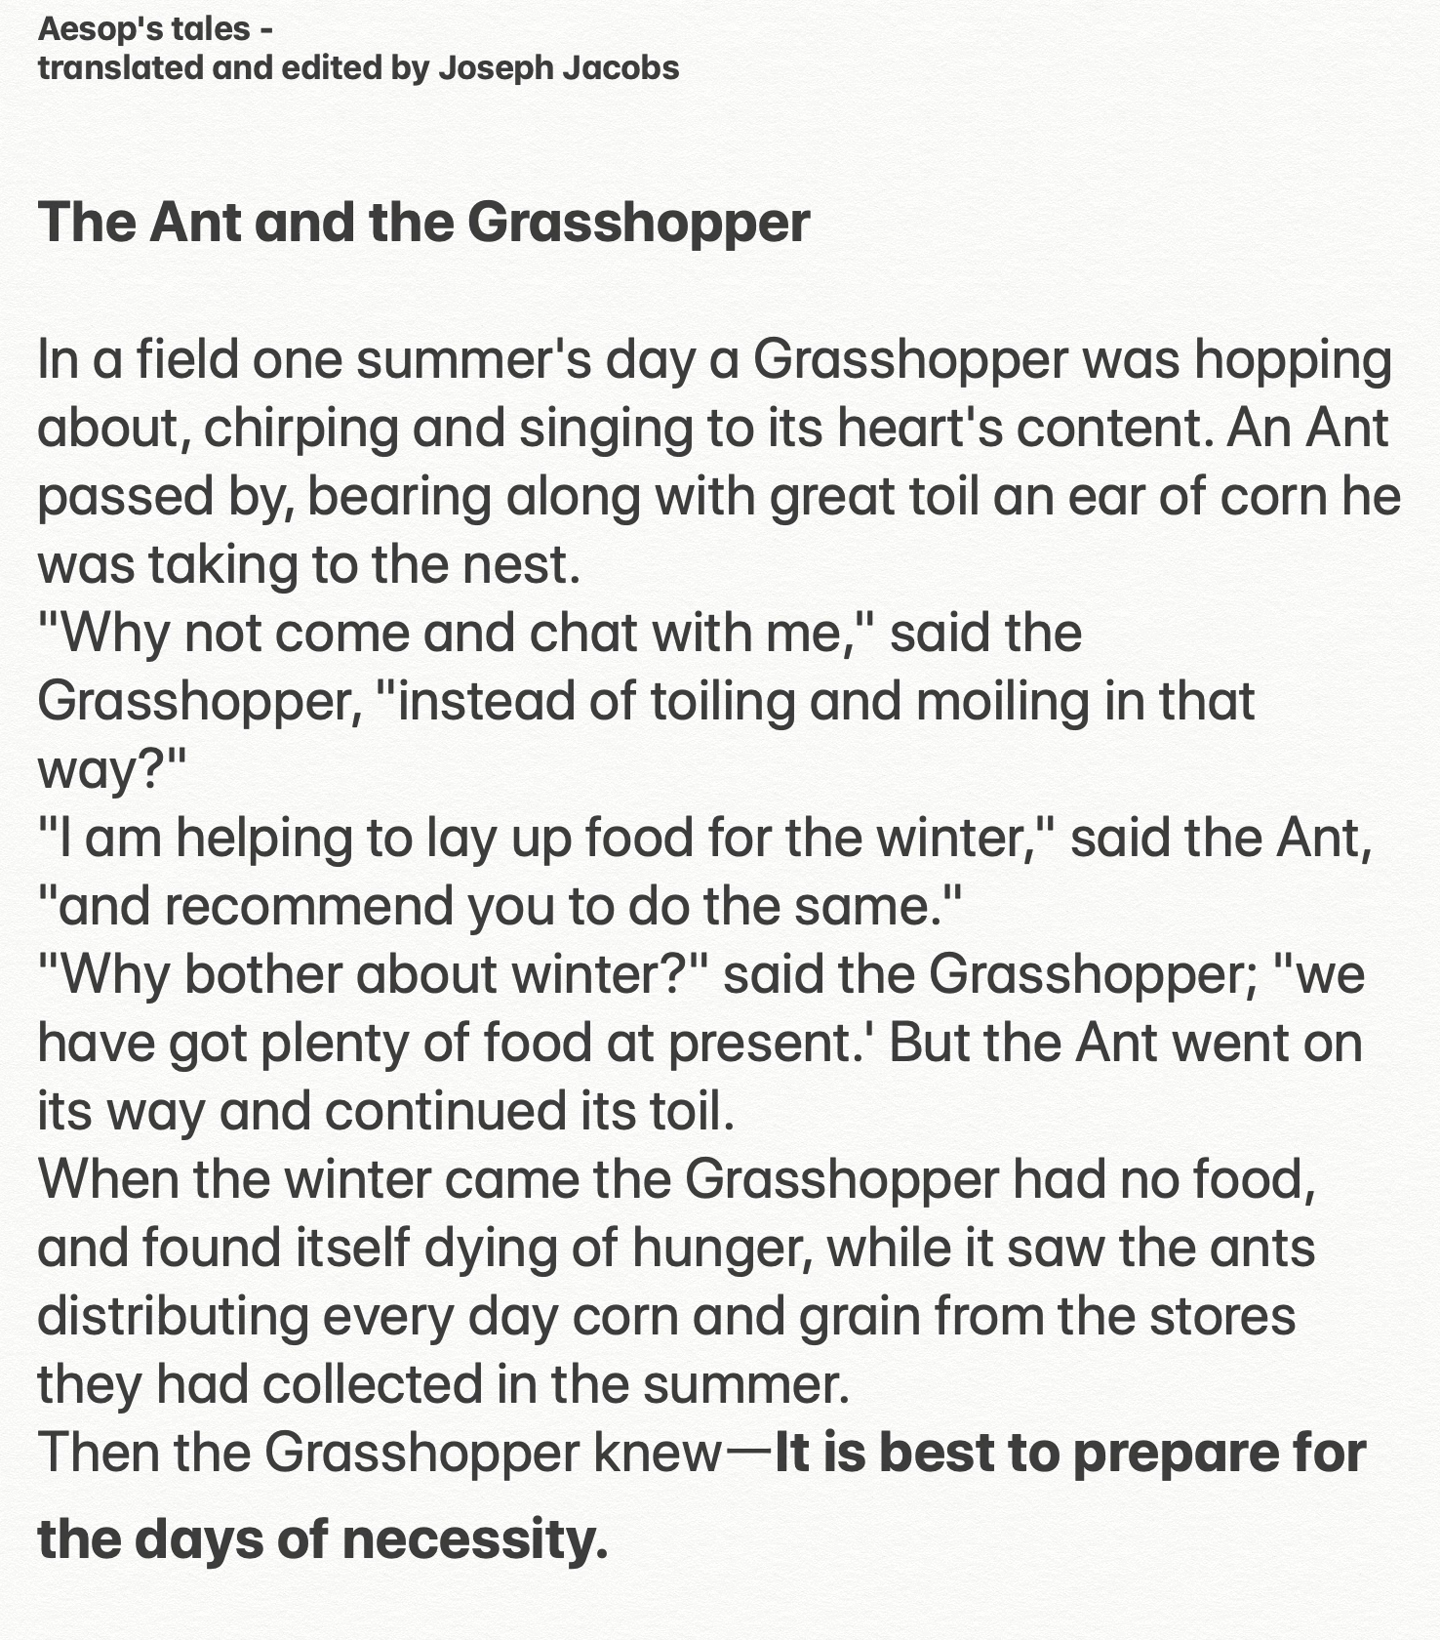 Aesop's tales -
translated and edited by Joseph Jacobs
The Ant and the Grasshopper
In a field one summer's day a Grasshopper was hopping
about, chirping and singing to its heart's content. An Ant
passed by, bearing along with great toil an ear of corn he
was taking to the nest.
"Why not come and chat with me," said the
Grasshopper, "instead of toiling and moiling in that
way?"
"I am helping to lay up food for the winter," said the Ant,
"and recommend you to do the same."
"Why bother about winter?" said the Grasshopper; "we
have got plenty of food at present.' But the Ant went on
its way and continued its toil.
When the winter came the Grasshopper had no food,
and found itself dying of hunger, while it saw the ants
distributing every day corn and grain from the stores
they had collected in the summer.
Then the Grasshopper knew—It is best to prepare for
the days of necessity.